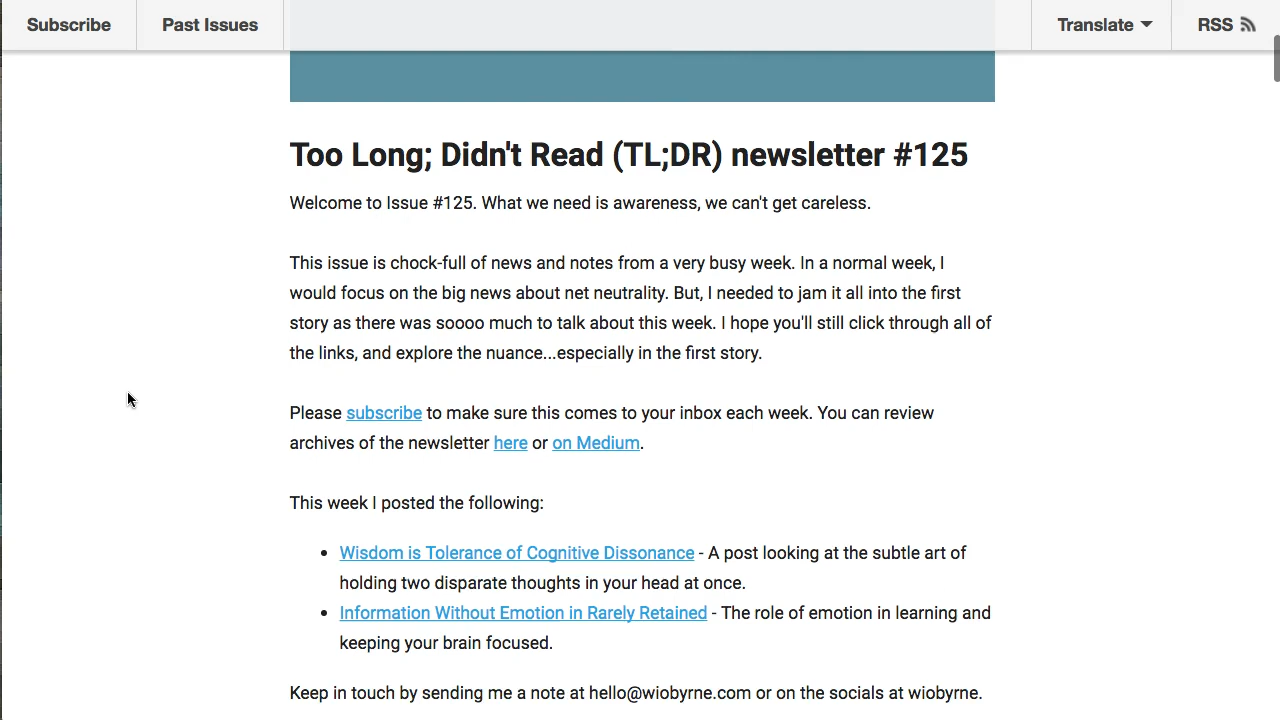 Subscribe Past Issues Translate RSS
Too Long; Didn't Read (TL;DR) newsletter #125
Welcome to Issue #125. What we need is awareness, we can't get careless.
This issue is chock-full of news and notes from a very busy week. In a normal week, I
would focus on the big news about net neutrality. But, I needed to jam it all into the first
story as there was soooo much to talk about this week. I hope you'll still click through all of
the links, and explore the nuance...especially in the first story.
Please subscribe to make sure this comes to your inbox each week. You can review
archives of the newsletter here or on Medium.
This week I posted the following:
• Wisdom is Tolerance of Cognitive Dissonance - A post looking at the subtle art of
holding two disparate thoughts in your head at once.
• Information Without Emotion in Rarely Retained - The role of emotion in learning and
keeping your brain focused.
Keep in touch by sending me a note at hello@wiobyrne.com or on the socials at wiobyrne.